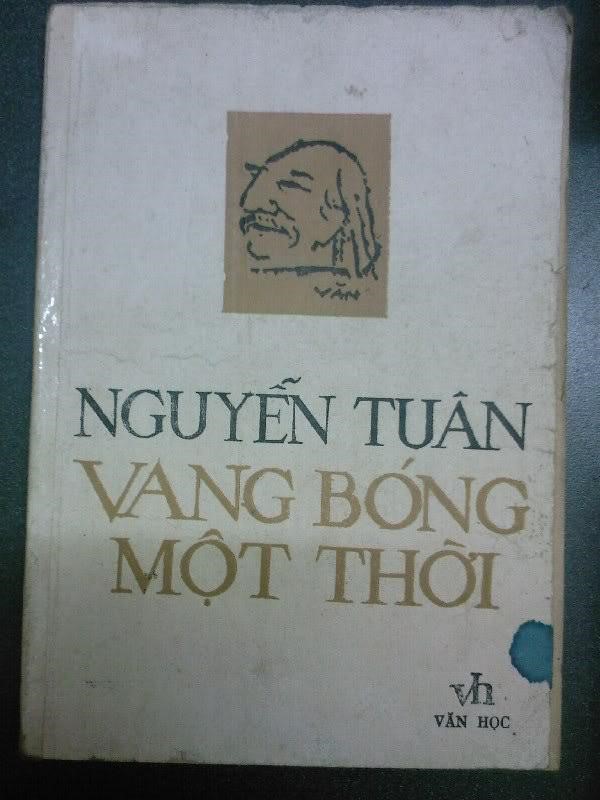 VĂN
NGUYỄN TUÂN
VANG BÓNG
MỘT THỜI
vh
VĂN HỌC